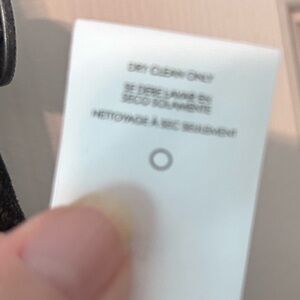 DRY CLEAN ONLY
SE DEBE LAVAR EN
SECO SOLAMENTE
NETTOYAGE À SEC SEULEMENT